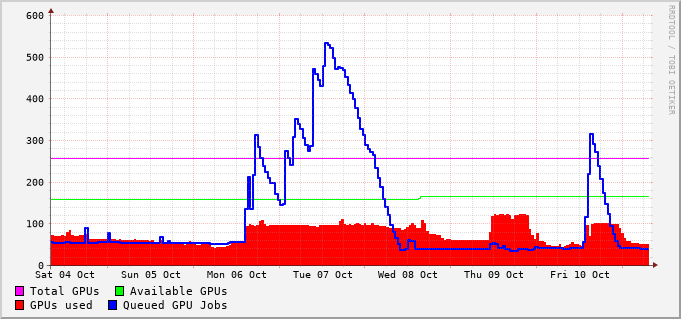 600
500
400
300
200
100
0
Sat 04 Oct Sun 05 Oct Mon 06 Oct Tue 07 Oct Wed 08 Oct Thu 09 Oct Fri 10 Oct
Total GPUs Available GPUs
GPUs used Queued GPU Jobs
RRDTOOL / TOBI OETIKER